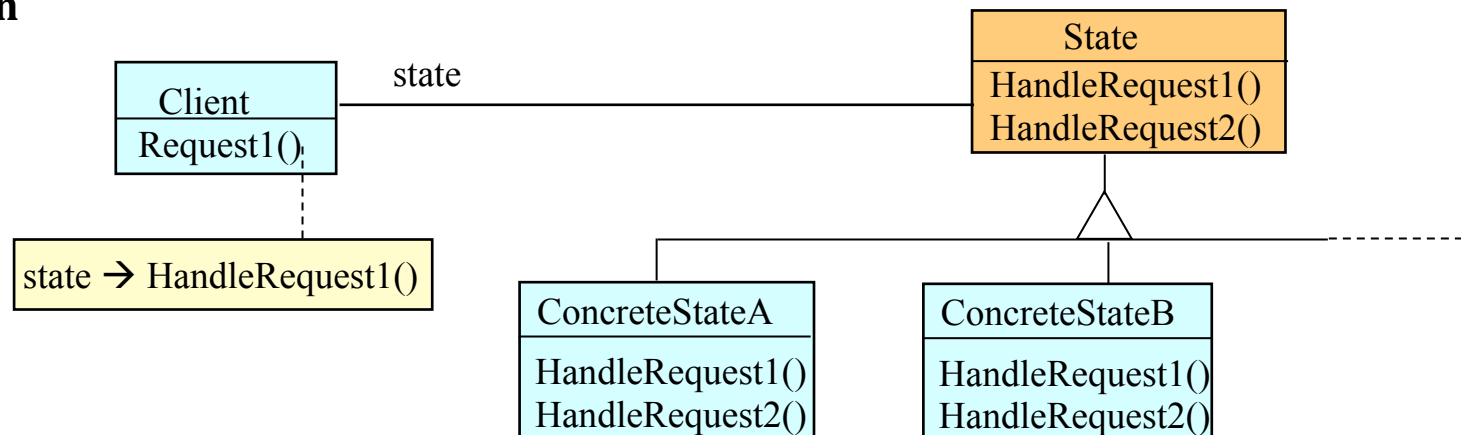 n
State
state
HandleRequest1()
Client
HandleRequest2()
Request1()
state → HandleRequest1()
ConcreteStateA
ConcreteStateB
HandleRequest1()
HandleRequest1()
HandleRequest2()
HandleRequest2()